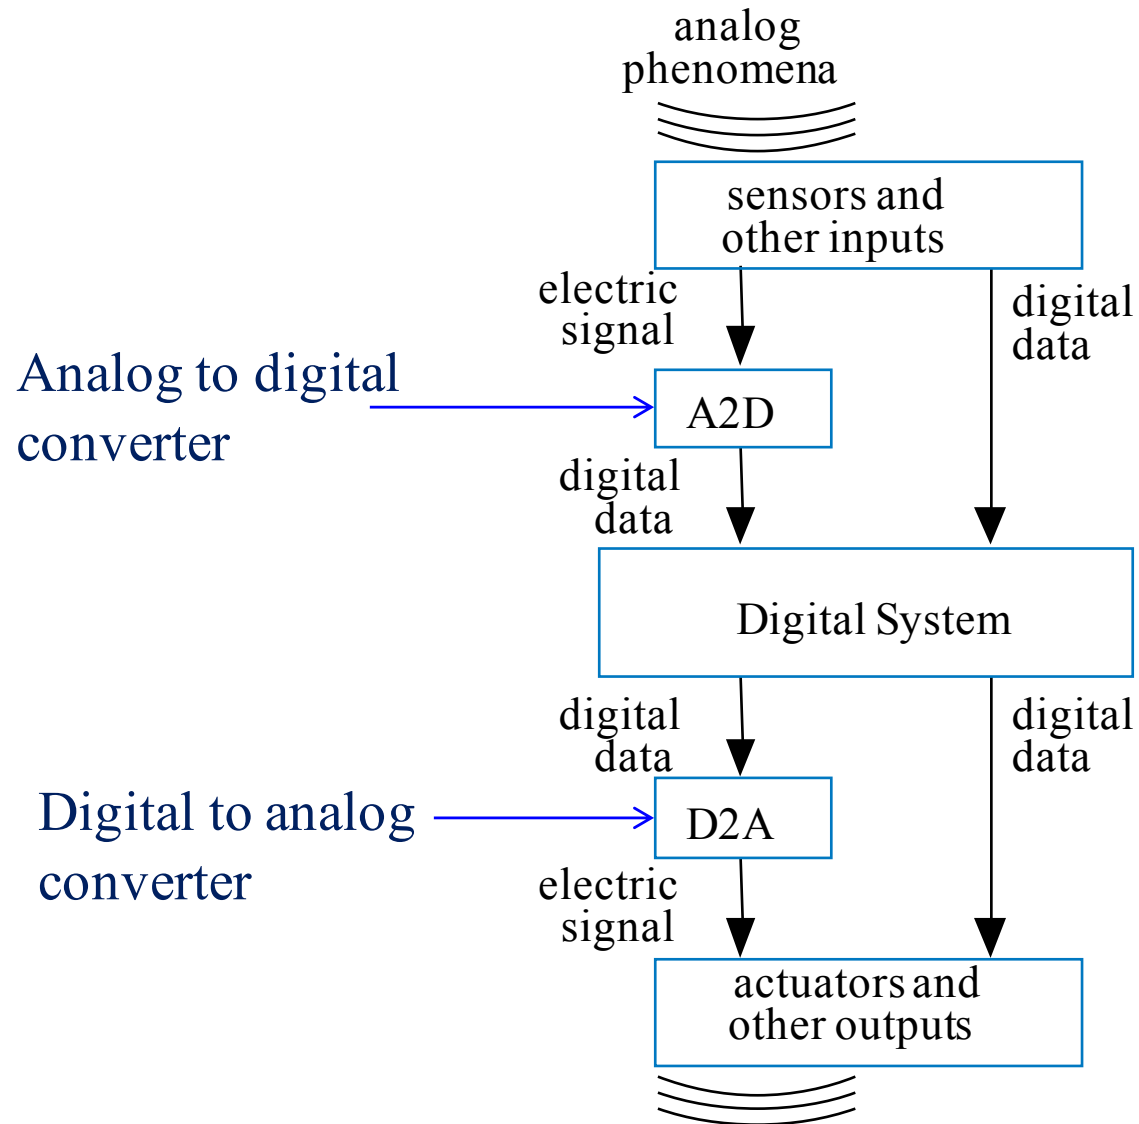 analog
phenomena
sensors and
other inputs
electric
signal
digital
data
Analog to digital
converter
A2D
digital
data
Digital System
digital
data
digital
data
Digital to analog
converter
D2A
electric
signal
actuators and
other outputs